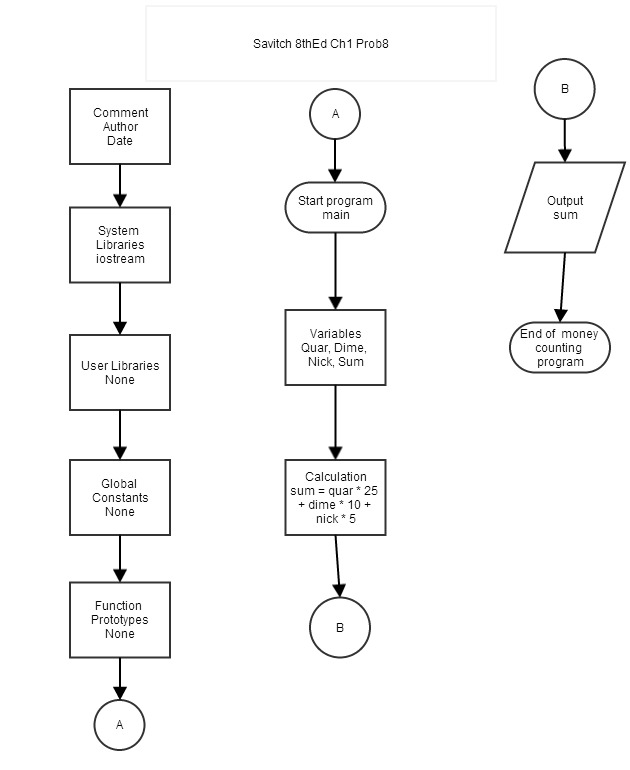 Savitch 8thEd Ch1 Prob8
Comment
Author
Date
System
Libraries
iostream
User Libraries
None
Global
Constants
None
Function
Prototypes
None
A
A
Start program
main
Variables
Quar, Dime,
Nick, Sum
Calculation
sum = quar * 25
+ dime * 10 +
nick * 5
B
B
Output
sum
End of money
counting
program